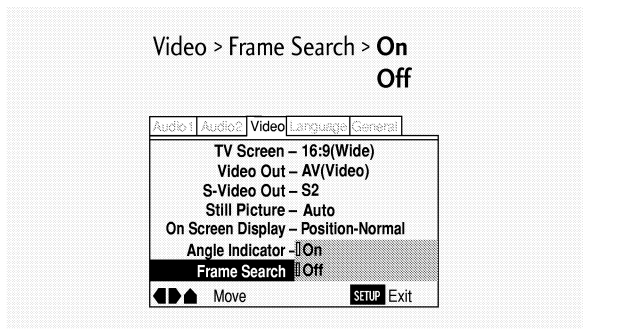 Video > Frame Search > On
Off
Audio1 Audio2 Video Language General
TV Screen – 16:9(Wide)
Video Out – AV(Video)
S-Video Out – S2
Still Picture – Auto
On Screen Display – Position-Normal
Angle Indicator – On
Frame Search Off
Move SETUP Exit